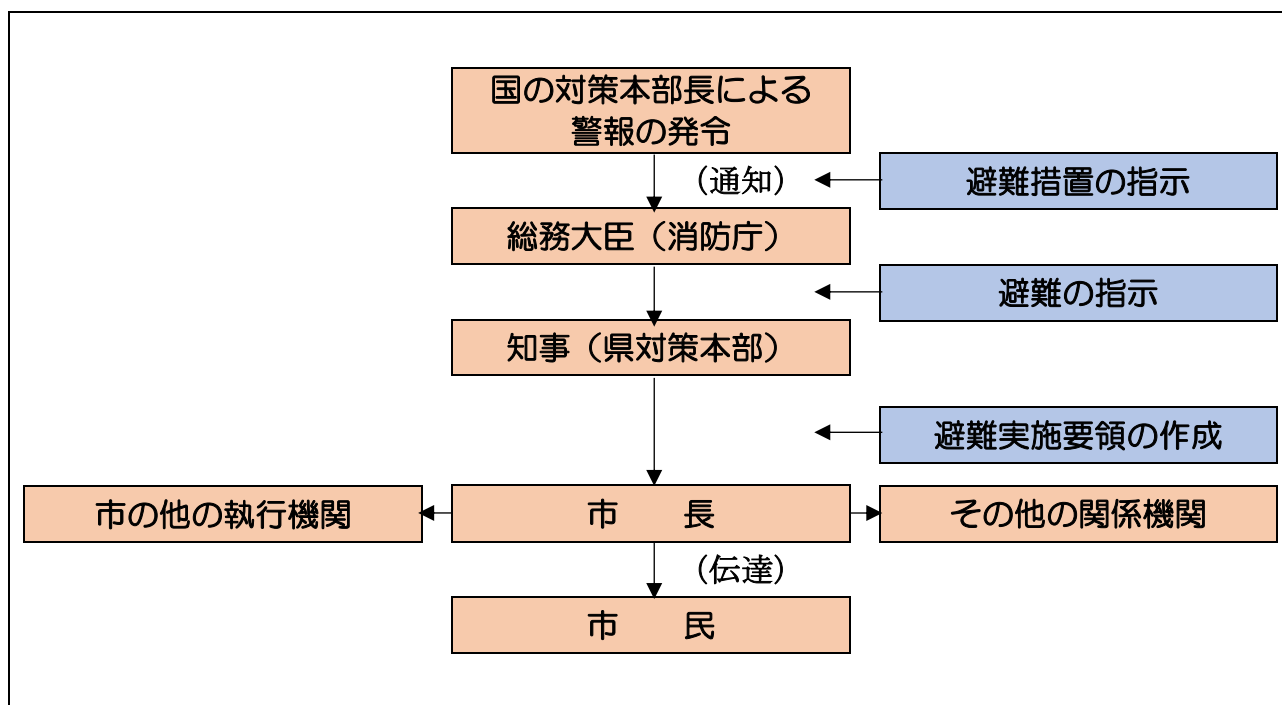 国の対策本部長による
警報の発令
（通知）
避難措置の指示
総務大臣（消防庁）
避難の指示
知事（県対策本部）
避難実施要領の作成
市の他の執行機関
市　　長
その他の関係機関
（伝達）
市　　民